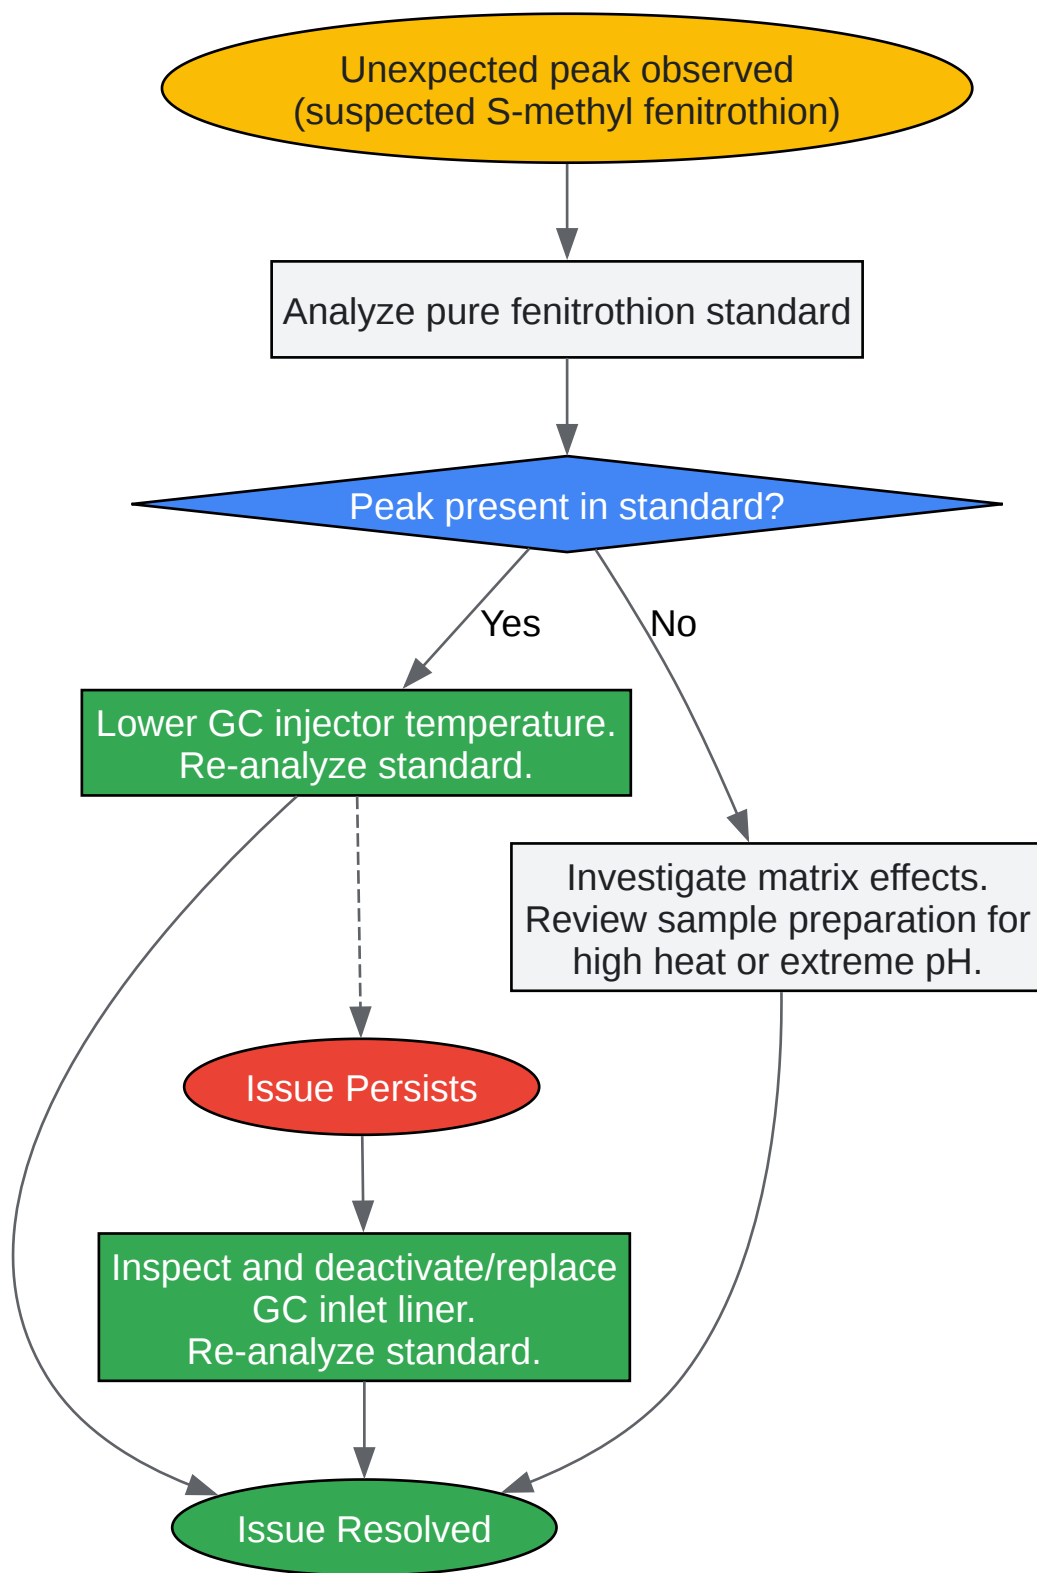 Unexpected peak observed
(suspected S-methyl fenitrothion)
Analyze pure fenitrothion standard
Peak present in standard?
Yes
No
Lower GC injector temperature.
Re-analyze standard.
Investigate matrix effects.
Review sample preparation for
high heat or extreme pH.
Issue Persists
Inspect and deactivate/replace
GC inlet liner.
Re-analyze standard.
Issue Resolved